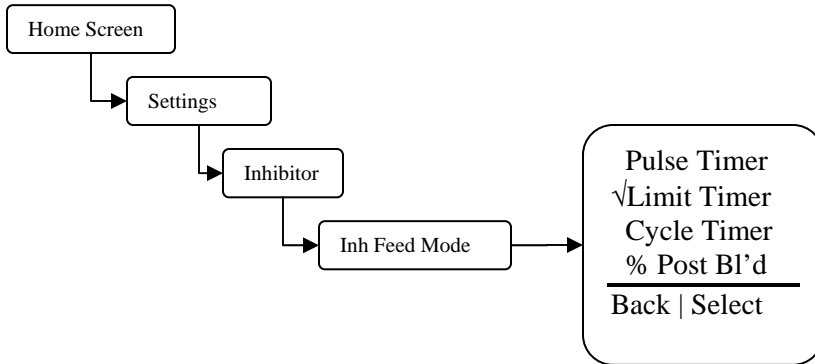 Home Screen
Settings
Inhibitor
Inh Feed Mode
Pulse Timer
√Limit Timer
Cycle Timer
% Post Bl’d
Back | Select